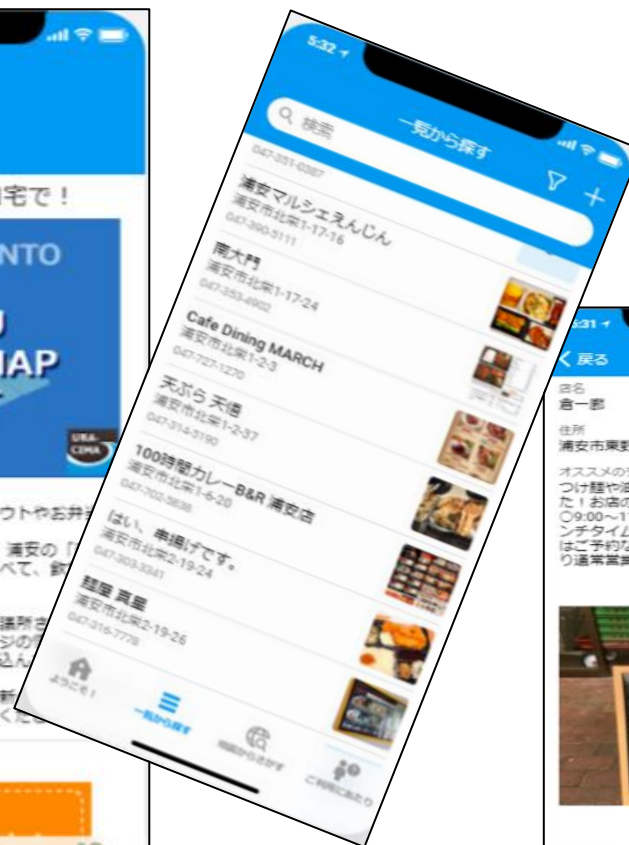 宅で！
NTO
U
MAP
URA-
CIMA
ウトやお弁
浦安の「
べて、飲
5:32
一覧から探す
検索
047-351-0387
浦安マルシェえんじん
浦安市北栄1-17-16
047-390-5111
南大門
浦安市北栄1-17-24
047-353-4902
Cafe Dining MARCH
浦安市北栄1-2-3
047-727-1270
天ぷら 天悟
浦安市北栄1-2-37
047-314-3190
100時間カレーB&R 浦安店
浦安市北栄1-6-20
047-702-5838
はい、串揚げです。
浦安市北栄2-19-24
047-303-3341
麺屋 真星
浦安市北栄2-19-26
047-316-7778
ようこそ！
一覧から探す
地図からさがす
ご利用にあたり
5:31
戻る
店名
倉一郎
住所
浦安市東野
オススメの
つけ麺や油
た！お店の
○9:00～1
ンチタイム
はご予約な
り通常営業